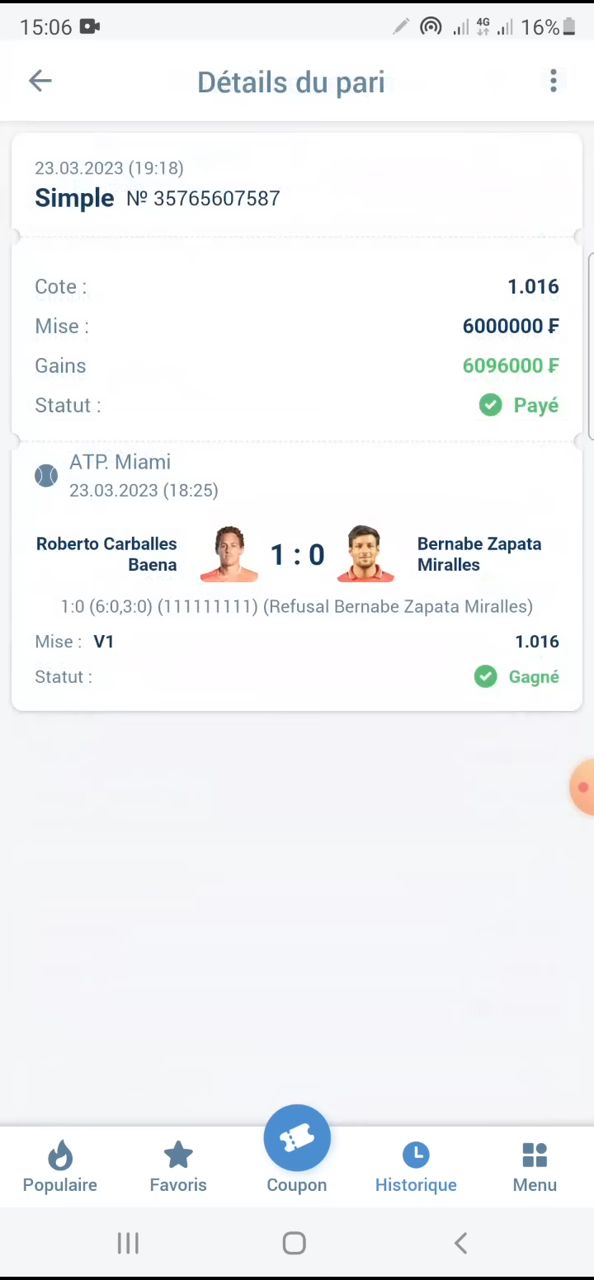 15:06 4G 16%
Détails du pari
23.03.2023 (19:18)
Simple № 35765607587
Cote : 1.016
Mise : 6000000 ₣
Gains 6096000 ₣
Statut : Payé
ATP. Miami
23.03.2023 (18:25)
Roberto Carballes Baena 1 : 0 Bernabe Zapata Miralles
1:0 (6:0,3:0) (111111111) (Refusal Bernabe Zapata Miralles)
Mise : V1 1.016
Statut : Gagné
Populaire Favoris Coupon Historique Menu